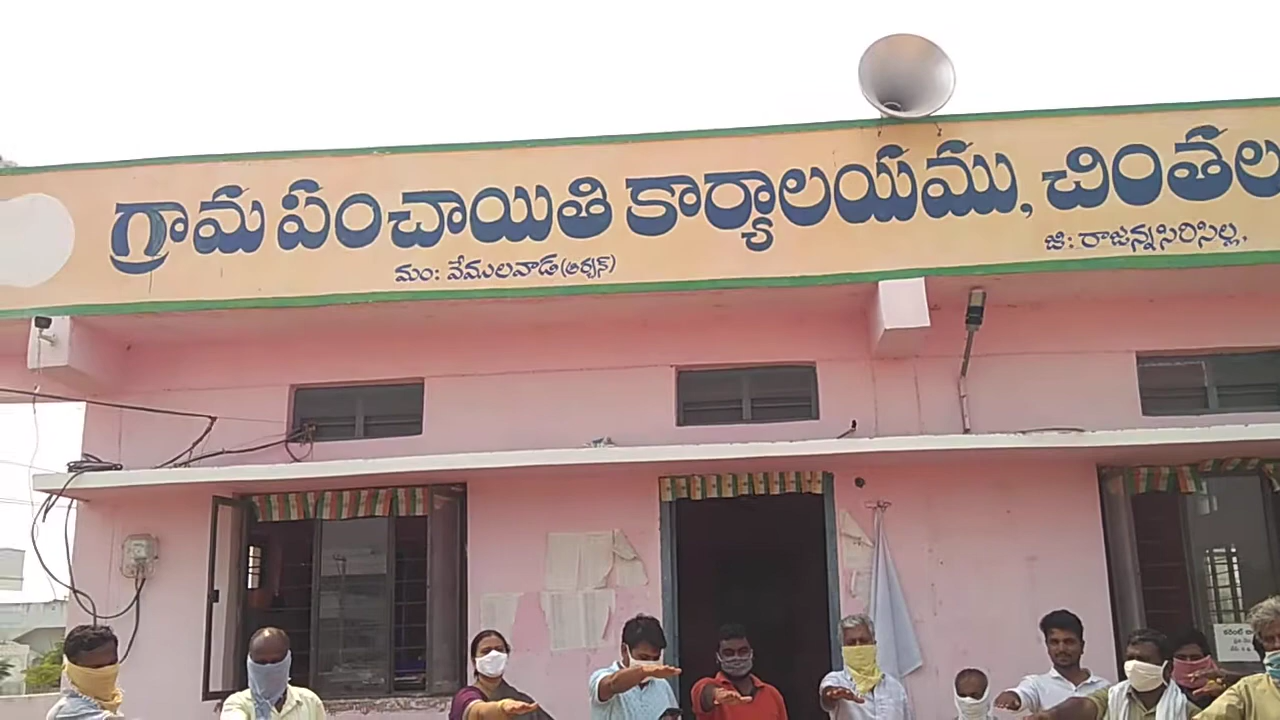 గ్రామ పంచాయితి కార్యాలయము, చింతల
మం: వేములవాడ(అర్బన్)
జి: రాజన్నసిరిసిల్ల,